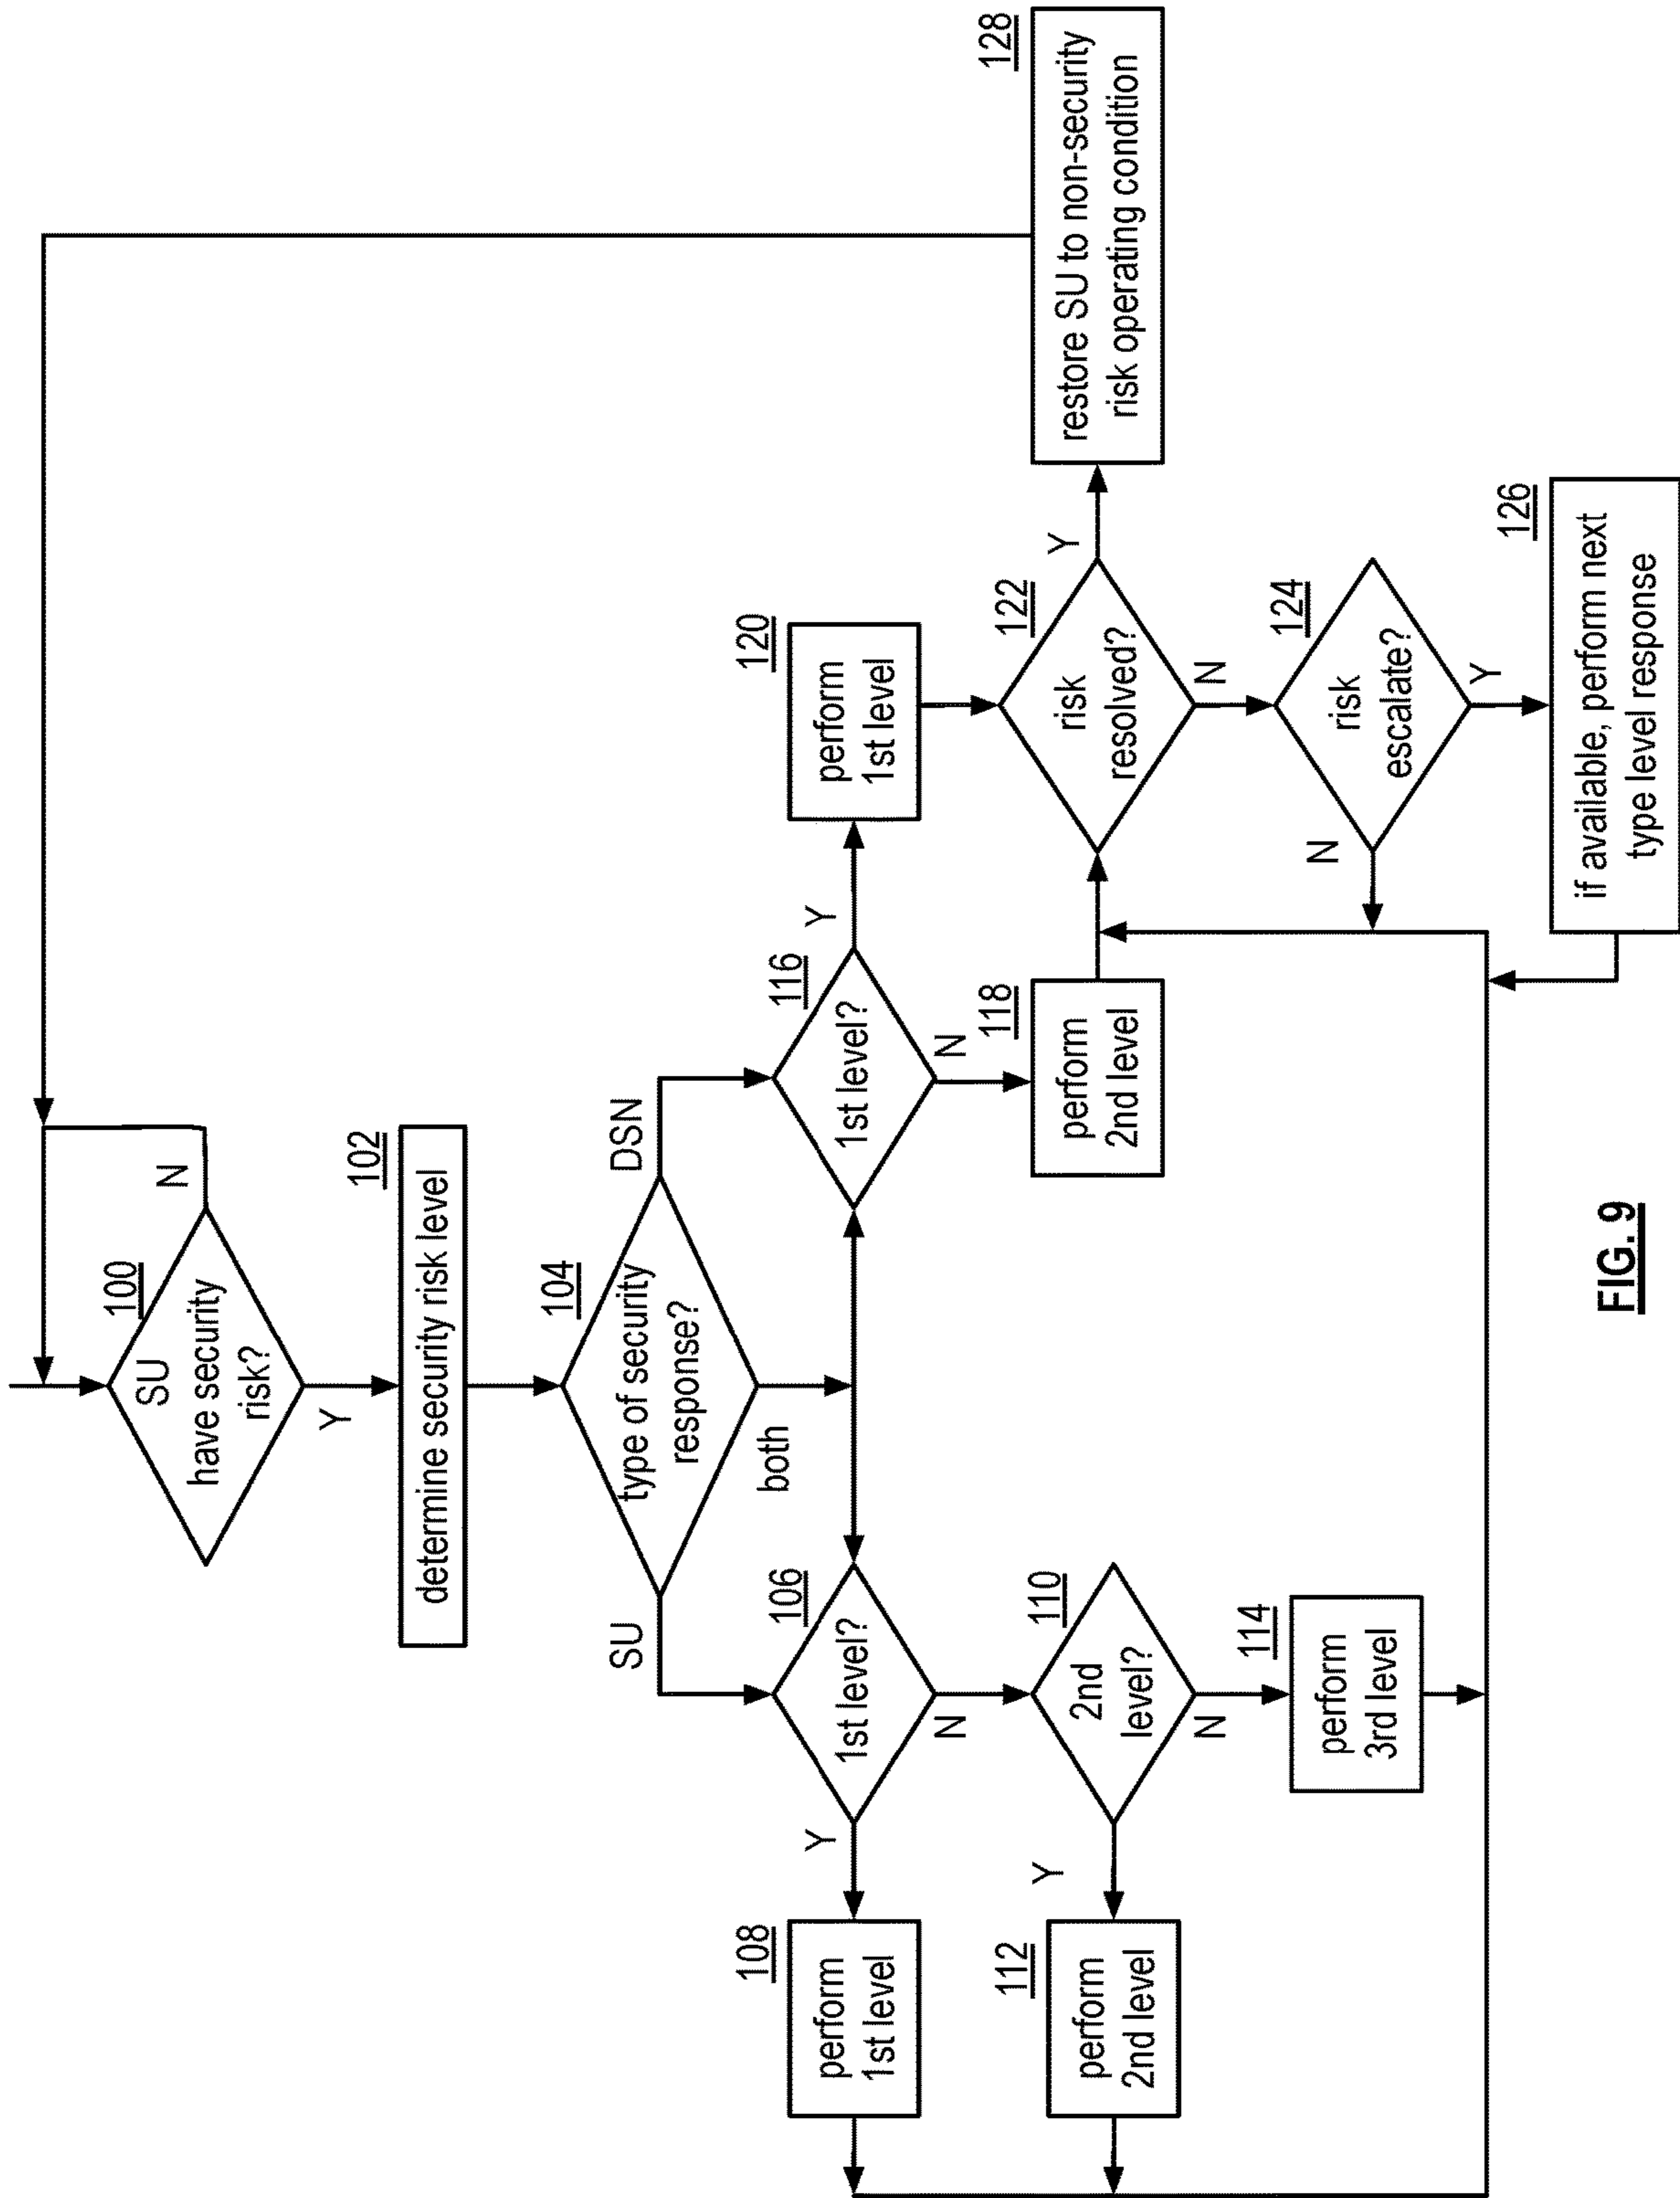 100
SU
have security
risk?
N
Y
102
determine security risk level
104
type of security
response?
SU
DSN
both
106
1st level?
Y
N
108
perform
1st level
110
2nd
level?
Y
N
112
perform
2nd level
114
perform
3rd level
116
1st level?
Y
N
118
perform
2nd level
120
perform
1st level
122
risk
resolved?
Y
N
124
risk
escalate?
N
Y
126
if available, perform next
type level response
128
restore SU to non-security
risk operating condition
FIG. 9